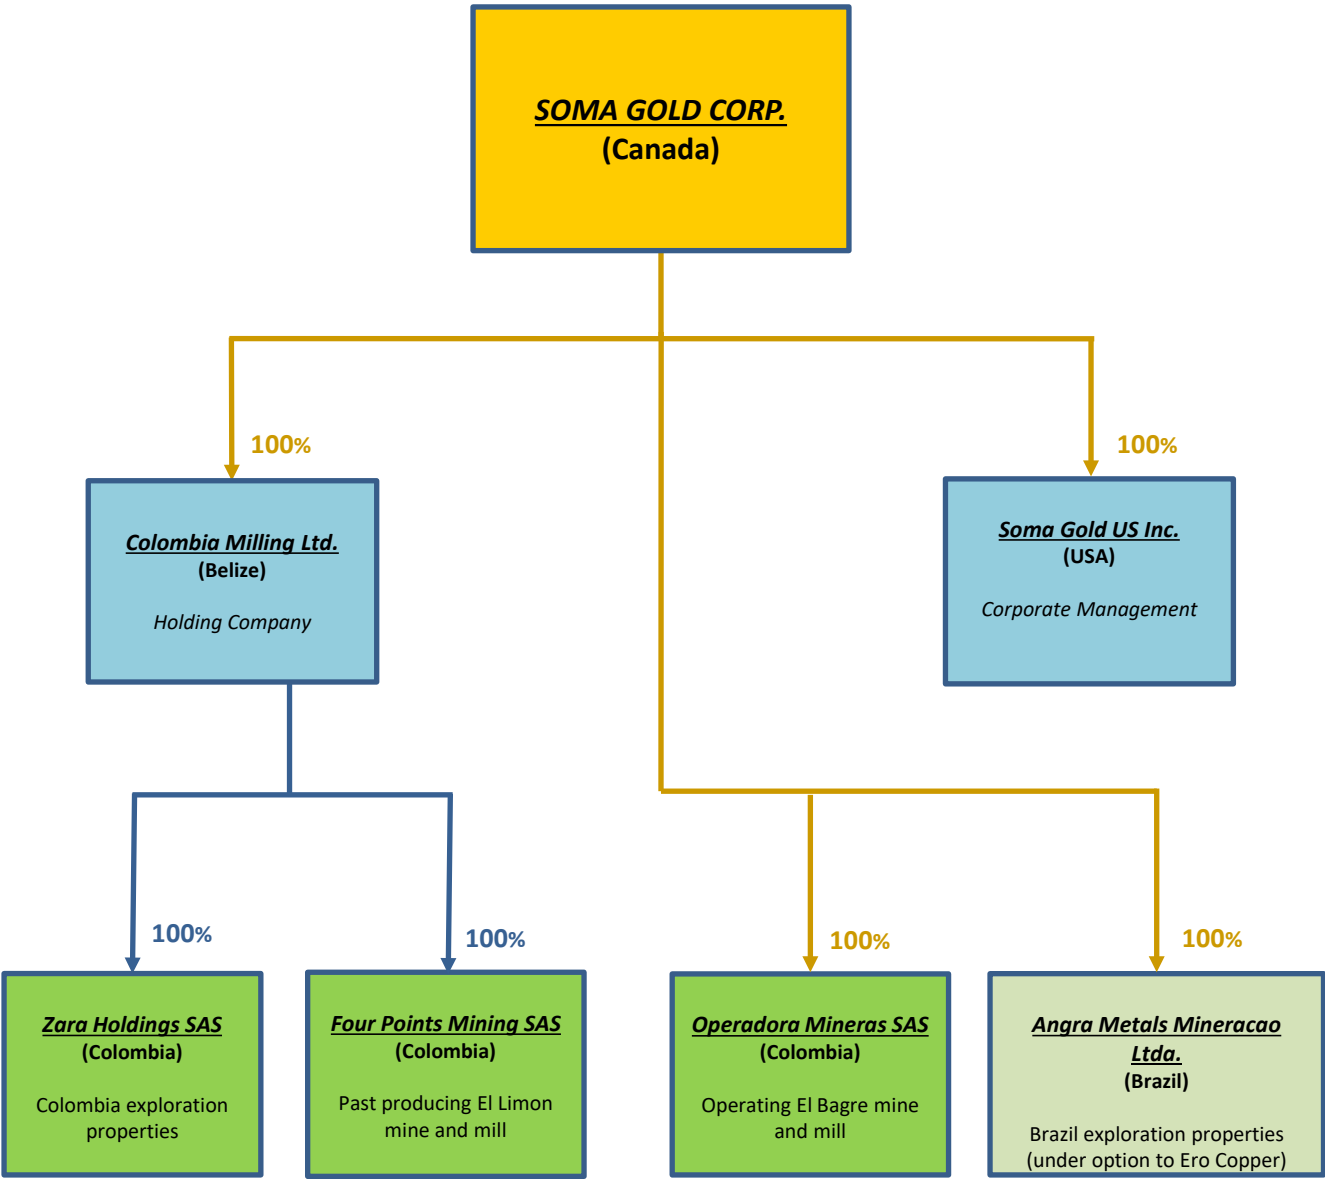 SOMA GOLD CORP.
(Canada)
100%
100%
Colombia Milling Ltd.
(Belize)
Holding Company
Soma Gold US Inc.
(USA)
Corporate Management
100%
100%
100%
100%
Zara Holdings SAS
(Colombia)
Colombia exploration
properties
Four Points Mining SAS
(Colombia)
Past producing El Limon
mine and mill
Operadora Mineras SAS
(Colombia)
Operating El Bagre mine
and mill
Angra Metals Mineracao
Ltda.
(Brazil)
Brazil exploration properties
(under option to Ero Copper)